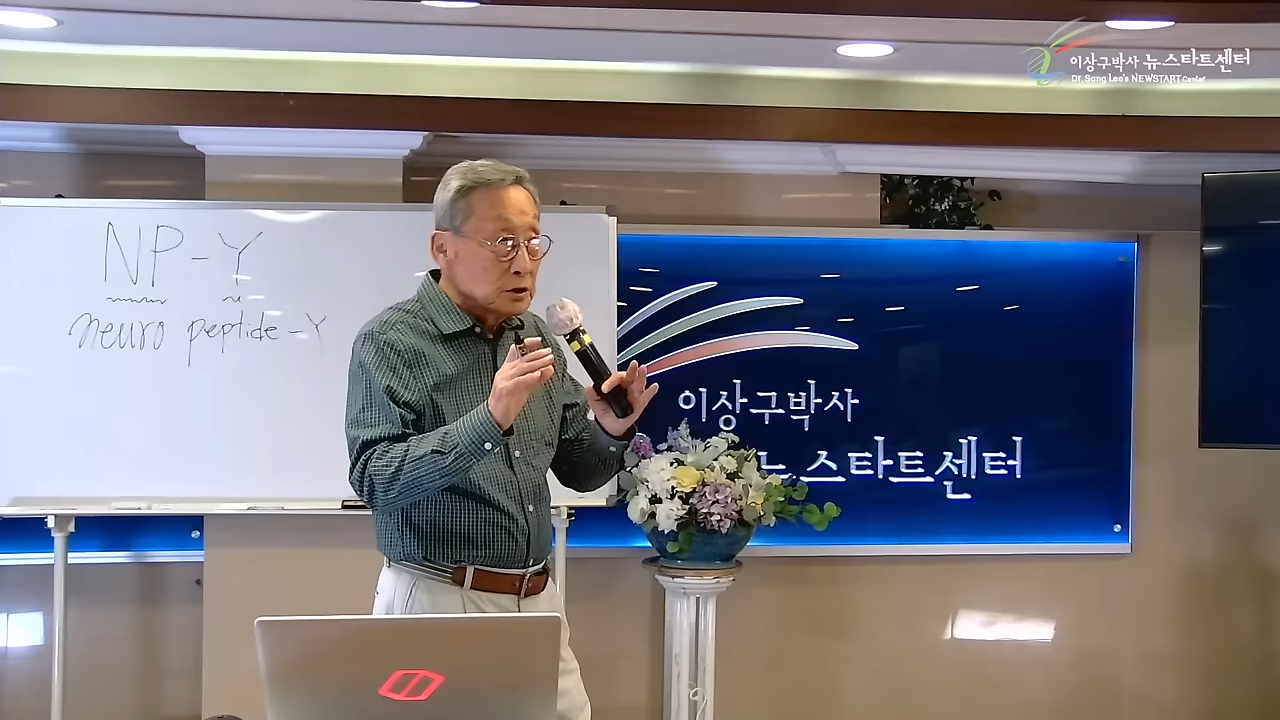 이상구박사 뉴스타트센터
Dr. Sang Lee's NEWSTART Center
NP-Y
neuro peptide-Y
이상구박사
뉴스타트센터